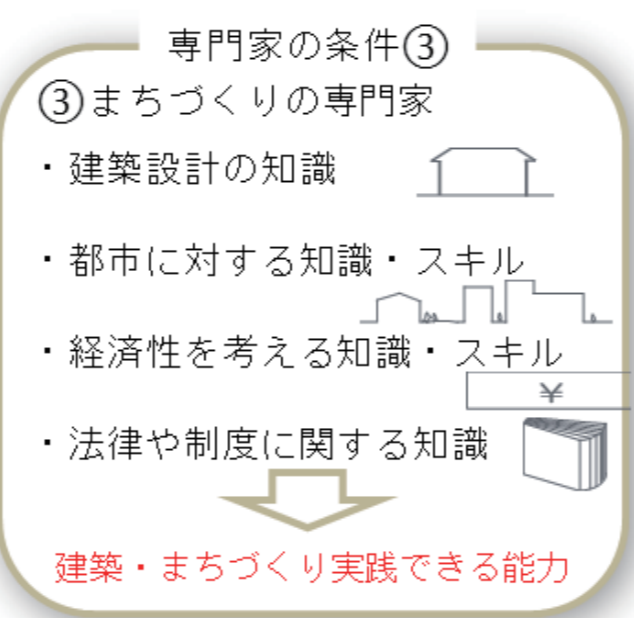 専門家の条件③
③まちづくりの専門家
・建築設計の知識
・都市に対する知識・スキル
・経済性を考える知識・スキル
¥
・法律や制度に関する知識
建築・まちづくり実践できる能力